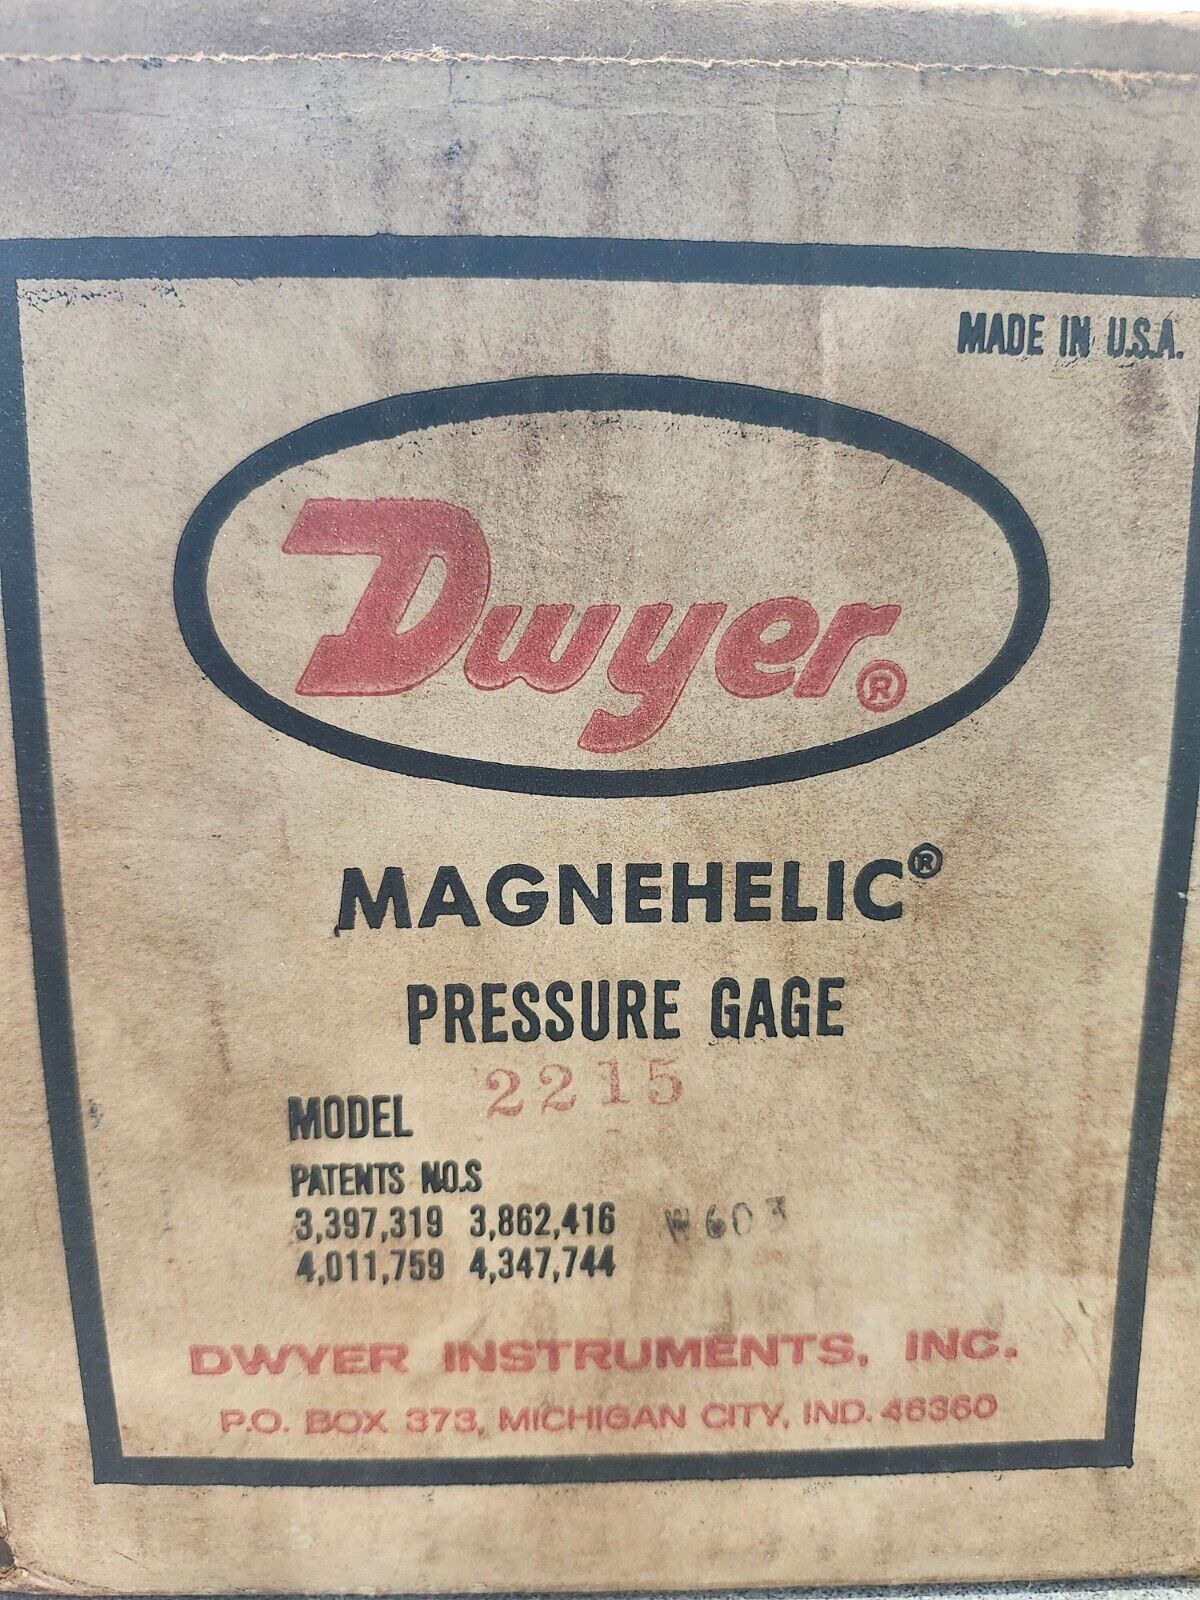 MADE IN U.S.A.
Dwyer®
MAGNEHELIC®
PRESSURE GAGE
MODEL 2215
PATENTS NO.S
3,397,319 3,862,416
4,011,759 4,347,744
DWYER INSTRUMENTS, INC.
P.O. BOX 373, MICHIGAN CITY, IND. 46360